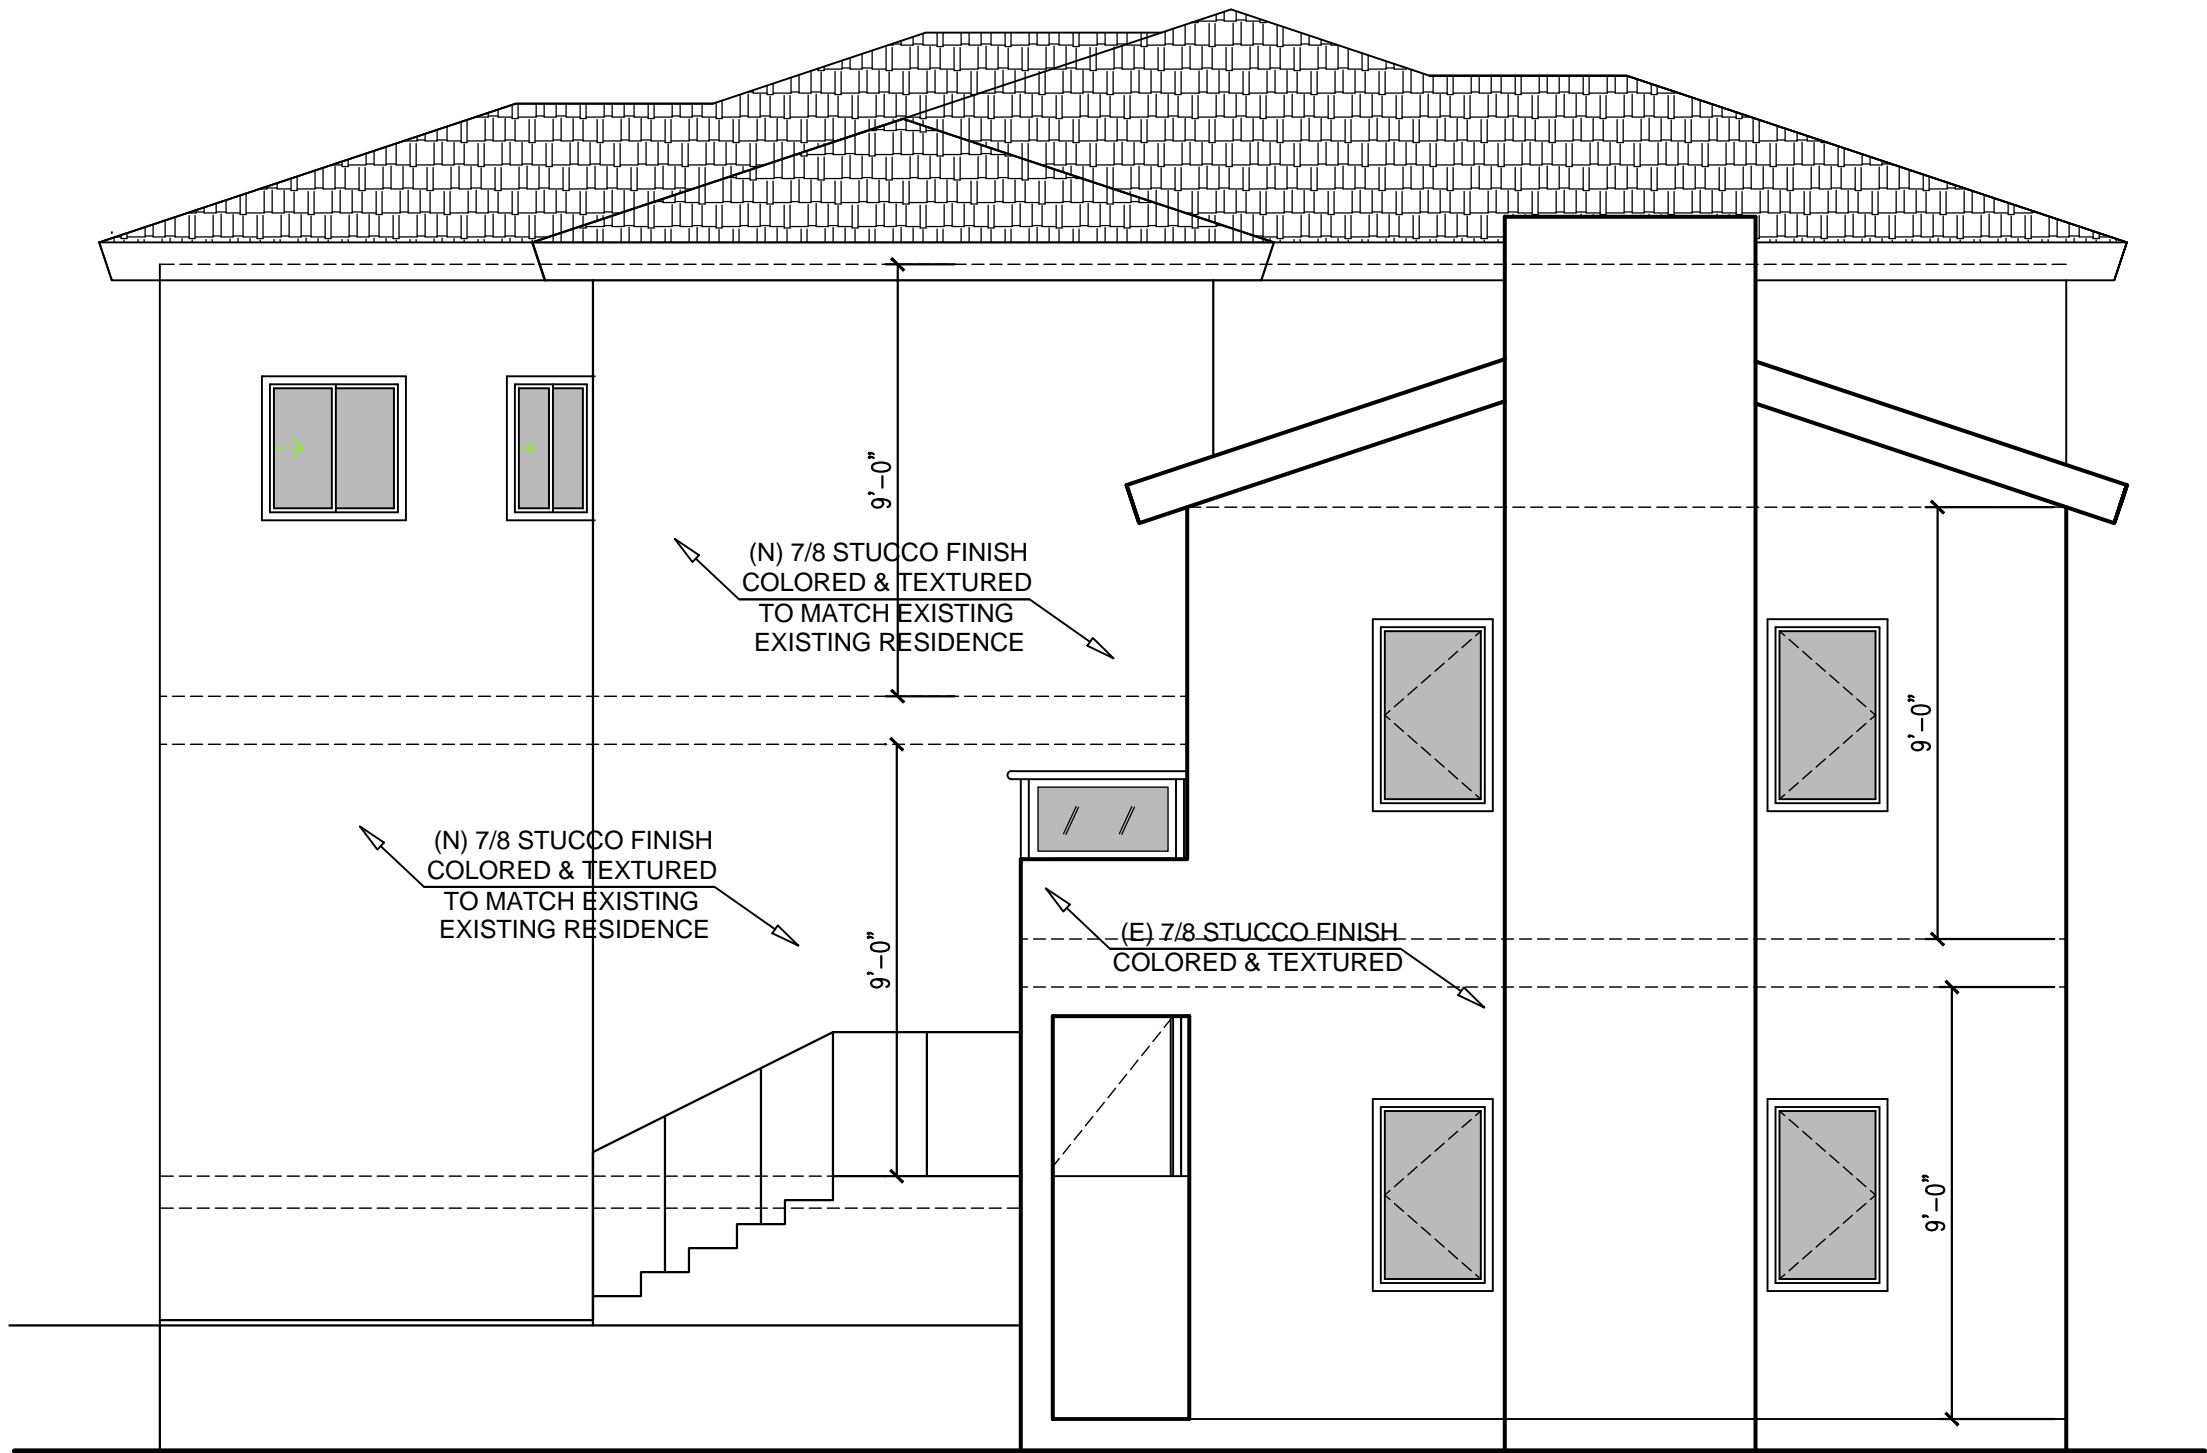 9'-0"
(N) 7/8 STUCCO FINISH
COLORED & TEXTURED
TO MATCH EXISTING
EXISTING RESIDENCE
9'-0"
(N) 7/8 STUCCO FINISH
COLORED & TEXTURED
TO MATCH EXISTING
EXISTING RESIDENCE
9'-0"
(E) 7/8 STUCCO FINISH
COLORED & TEXTURED
9'-0"